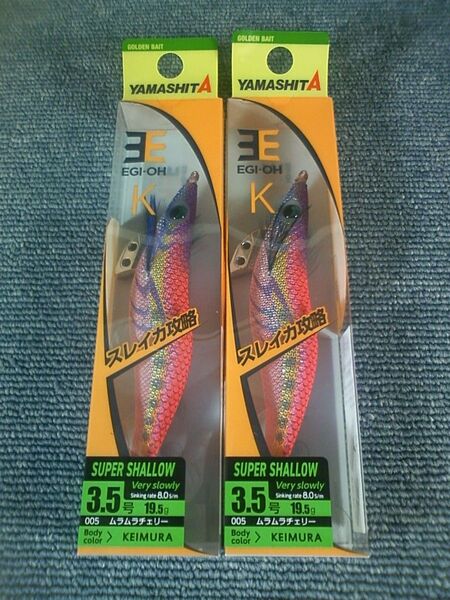 GOLDEN BAIT
YAMASHITA
EGI-OH
K
スレイカ攻略
SUPER SHALLOW
Very slowly
Sinking rate 8.0 s/m
3.5号 19.5g
005 ムラムラチェリー
Body color > KEIMURA
GOLDEN BAIT
YAMASHITA
EGI-OH
K
スレイカ攻略
SUPER SHALLOW
Very slowly
Sinking rate 8.0 s/m
3.5号 19.5g
005 ムラムラチェリー
Body color > KEIMURA